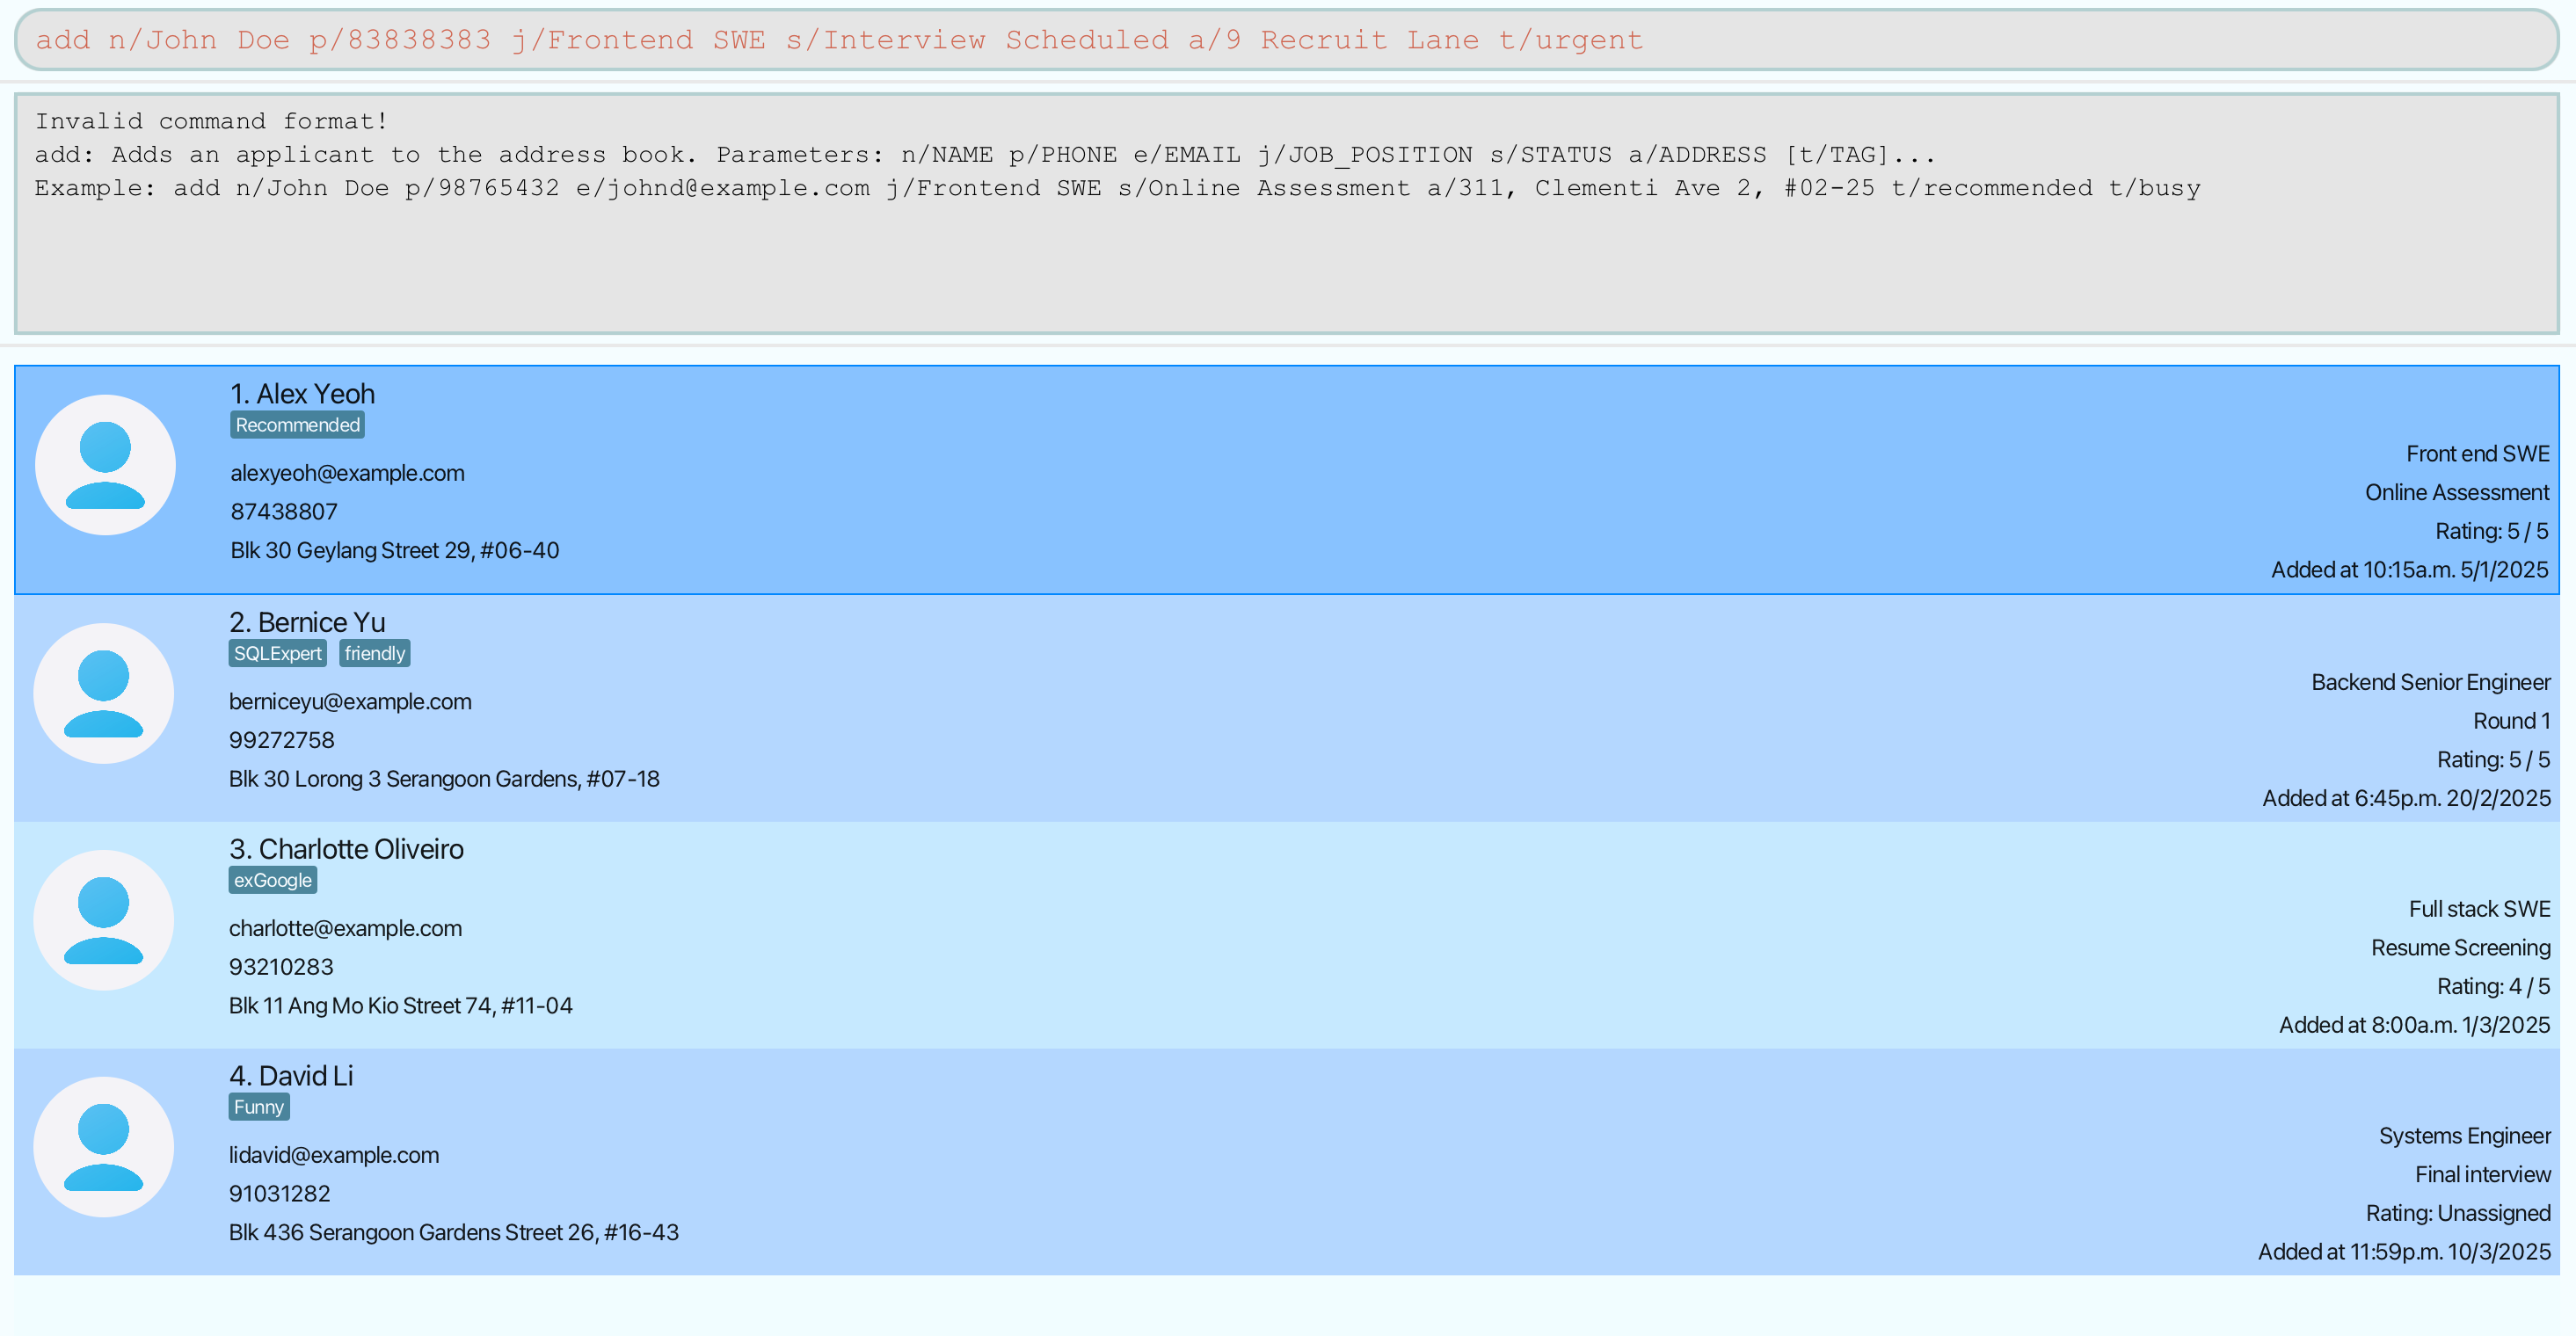 add n/John Doe p/83838383 j/Frontend SWE s/Interview Scheduled a/9 Recruit Lane t/urgent
Invalid command format!
add: Adds an applicant to the address book. Parameters: n/NAME p/PHONE e/EMAIL j/JOB_POSITION s/STATUS a/ADDRESS [t/TAG]...
Example: add n/John Doe p/98765432 e/johnd@example.com j/Frontend SWE s/Online Assessment a/311, Clementi Ave 2, #02-25 t/recommended t/busy
1. Alex Yeoh
Recommended
alexyeoh@example.com
87438807
Blk 30 Geylang Street 29, #06-40
Front end SWE
Online Assessment
Rating: 5 / 5
Added at 10:15a.m. 5/1/2025
2. Bernice Yu
SQLExpert friendly
berniceyu@example.com
99272758
Blk 30 Lorong 3 Serangoon Gardens, #07-18
Backend Senior Engineer
Round 1
Rating: 5 / 5
Added at 6:45p.m. 20/2/2025
3. Charlotte Oliveiro
exGoogle
charlotte@example.com
93210283
Blk 11 Ang Mo Kio Street 74, #11-04
Full stack SWE
Resume Screening
Rating: 4 / 5
Added at 8:00a.m. 1/3/2025
4. David Li
Funny
lidavid@example.com
91031282
Blk 436 Serangoon Gardens Street 26, #16-43
Systems Engineer
Final interview
Rating: Unassigned
Added at 11:59p.m. 10/3/2025